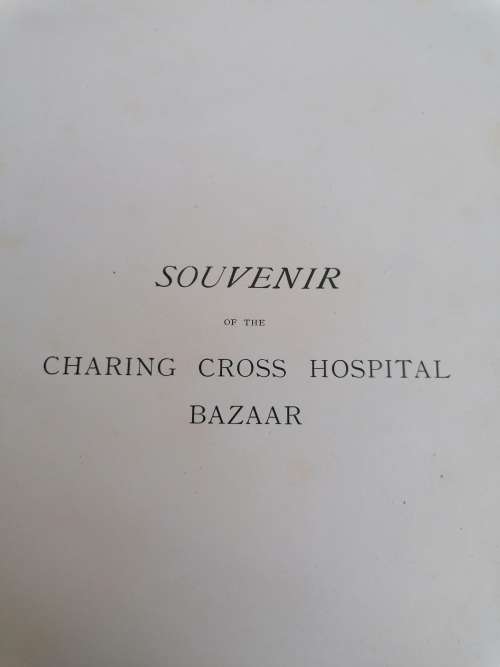 SOUVENIR
OF THE
CHARING CROSS HOSPITAL
BAZAAR